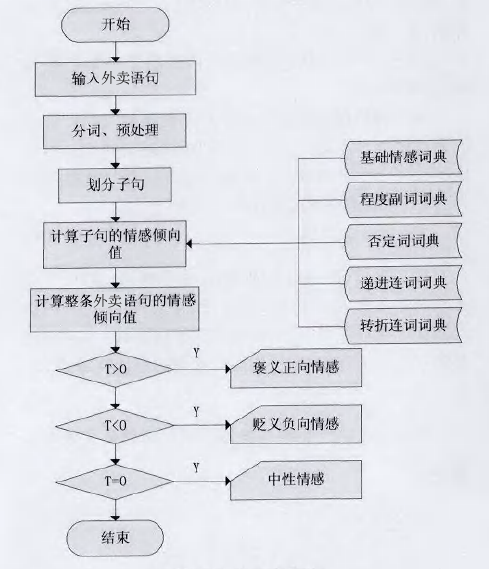 开始
输入外卖语句
分词、预处理
划分子句
计算子句的情感倾向
值
基础情感词典
程度副词词典
否定词词典
递进连词词典
转折连词词典
计算整条外卖语句的情感
倾向值
T>0
Y
褒义正向情感
T<0
Y
贬义负向情感
T=0
Y
中性情感
结束